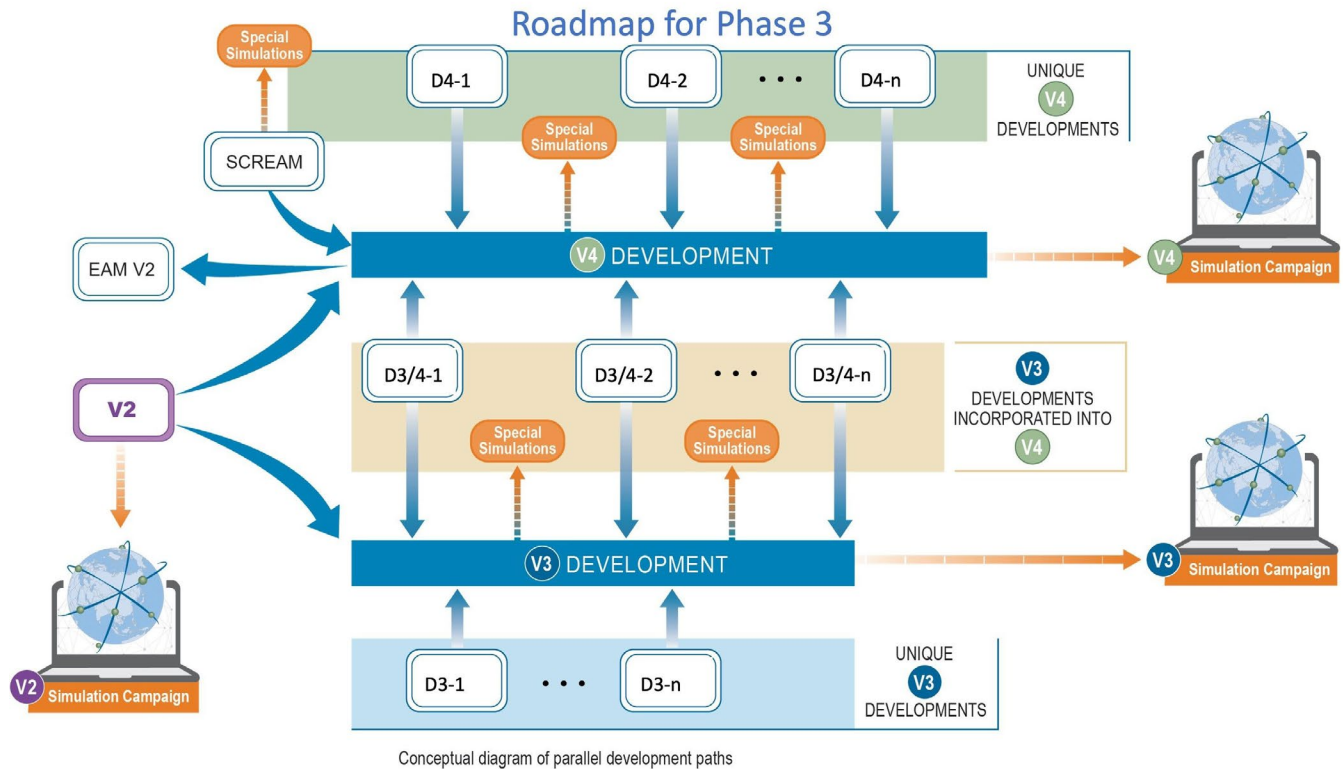 Roadmap for Phase 3
Special
Simulations
D4-1
D4-2
D4-n
UNIQUE
V4
DEVELOPMENTS
Special
Simulations
Special
Simulations
SCREAM
V4 DEVELOPMENT
EAM V2
V4 Simulation Campaign
D3/4-1
D3/4-2
D3/4-n
V3
DEVELOPMENTS
INCORPORATED INTO
V4
V2
Special
Simulations
Special
Simulations
V3 DEVELOPMENT
V3 Simulation Campaign
V2 Simulation Campaign
D3-1
D3-n
UNIQUE
V3
DEVELOPMENTS
Conceptual diagram of parallel development paths